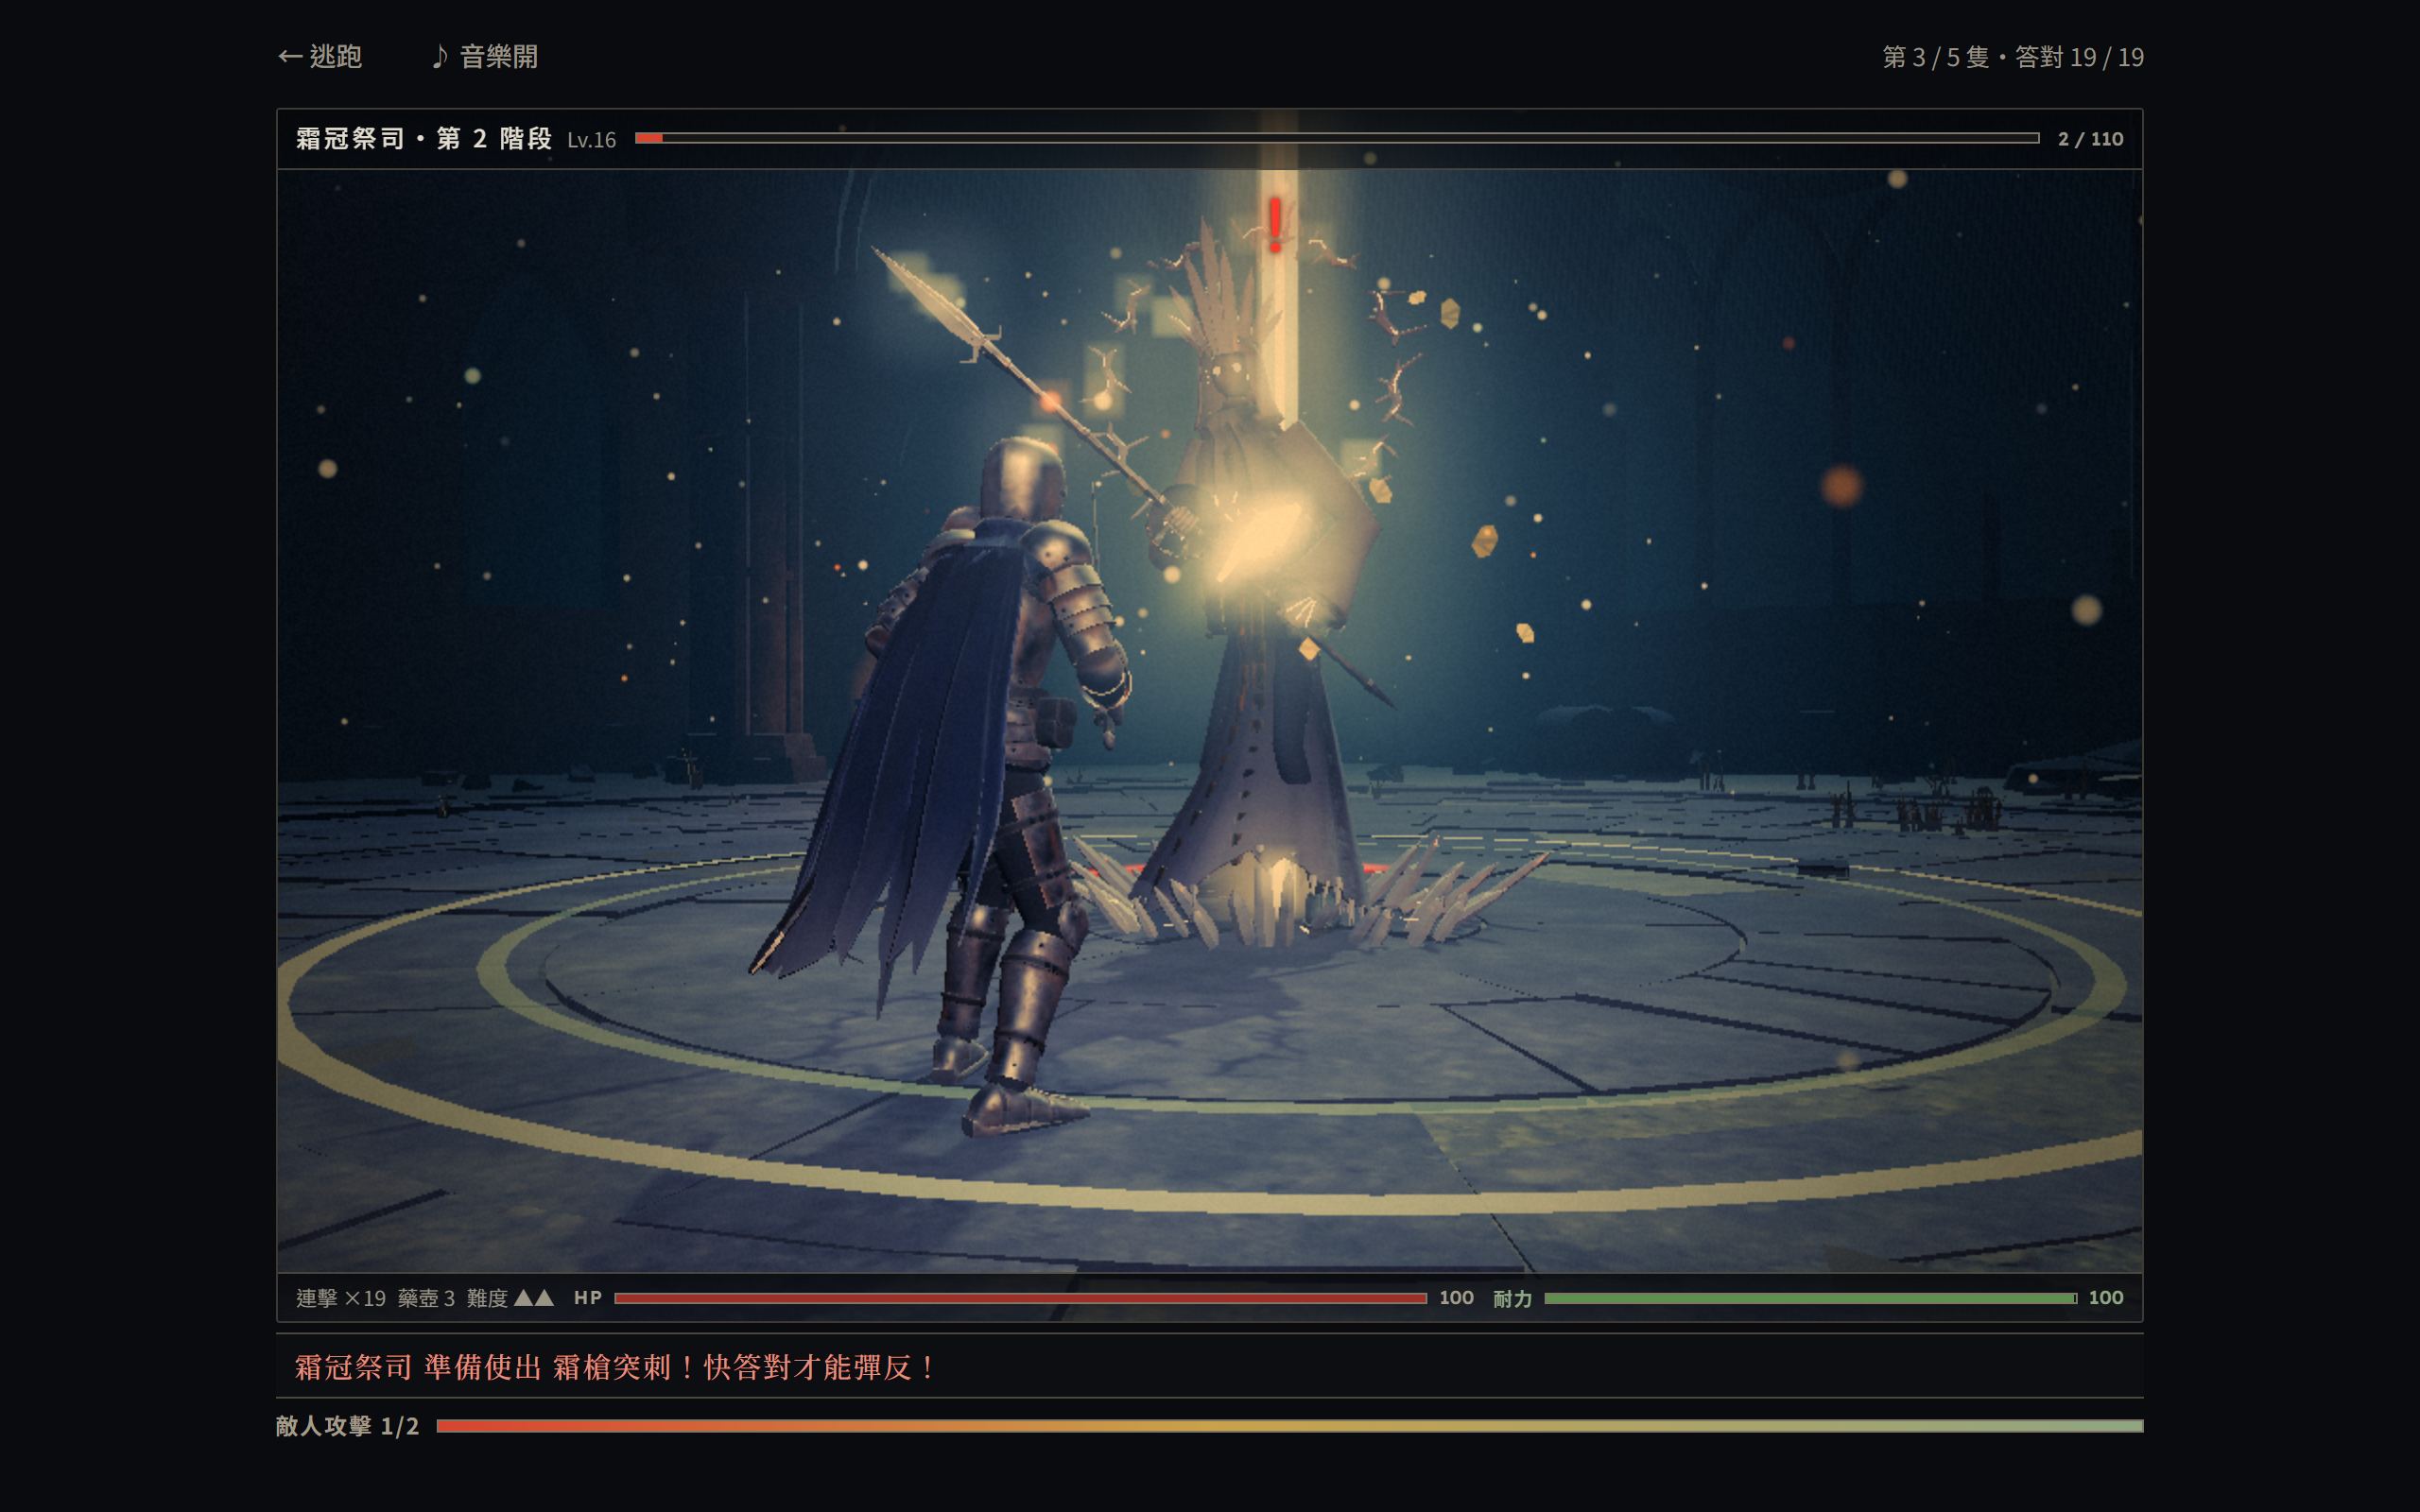 ← 逃跑 ♪ 音樂開 第 3 / 5 隻・答對 19 / 19
霜冠祭司・第 2 階段 Lv.16 2 / 110
!
連擊 ×19 藥壺 3 難度 ▲▲ HP 100 耐力 100
霜冠祭司 準備使出 霜槍突刺！快答對才能彈反！
敵人攻擊 1/2